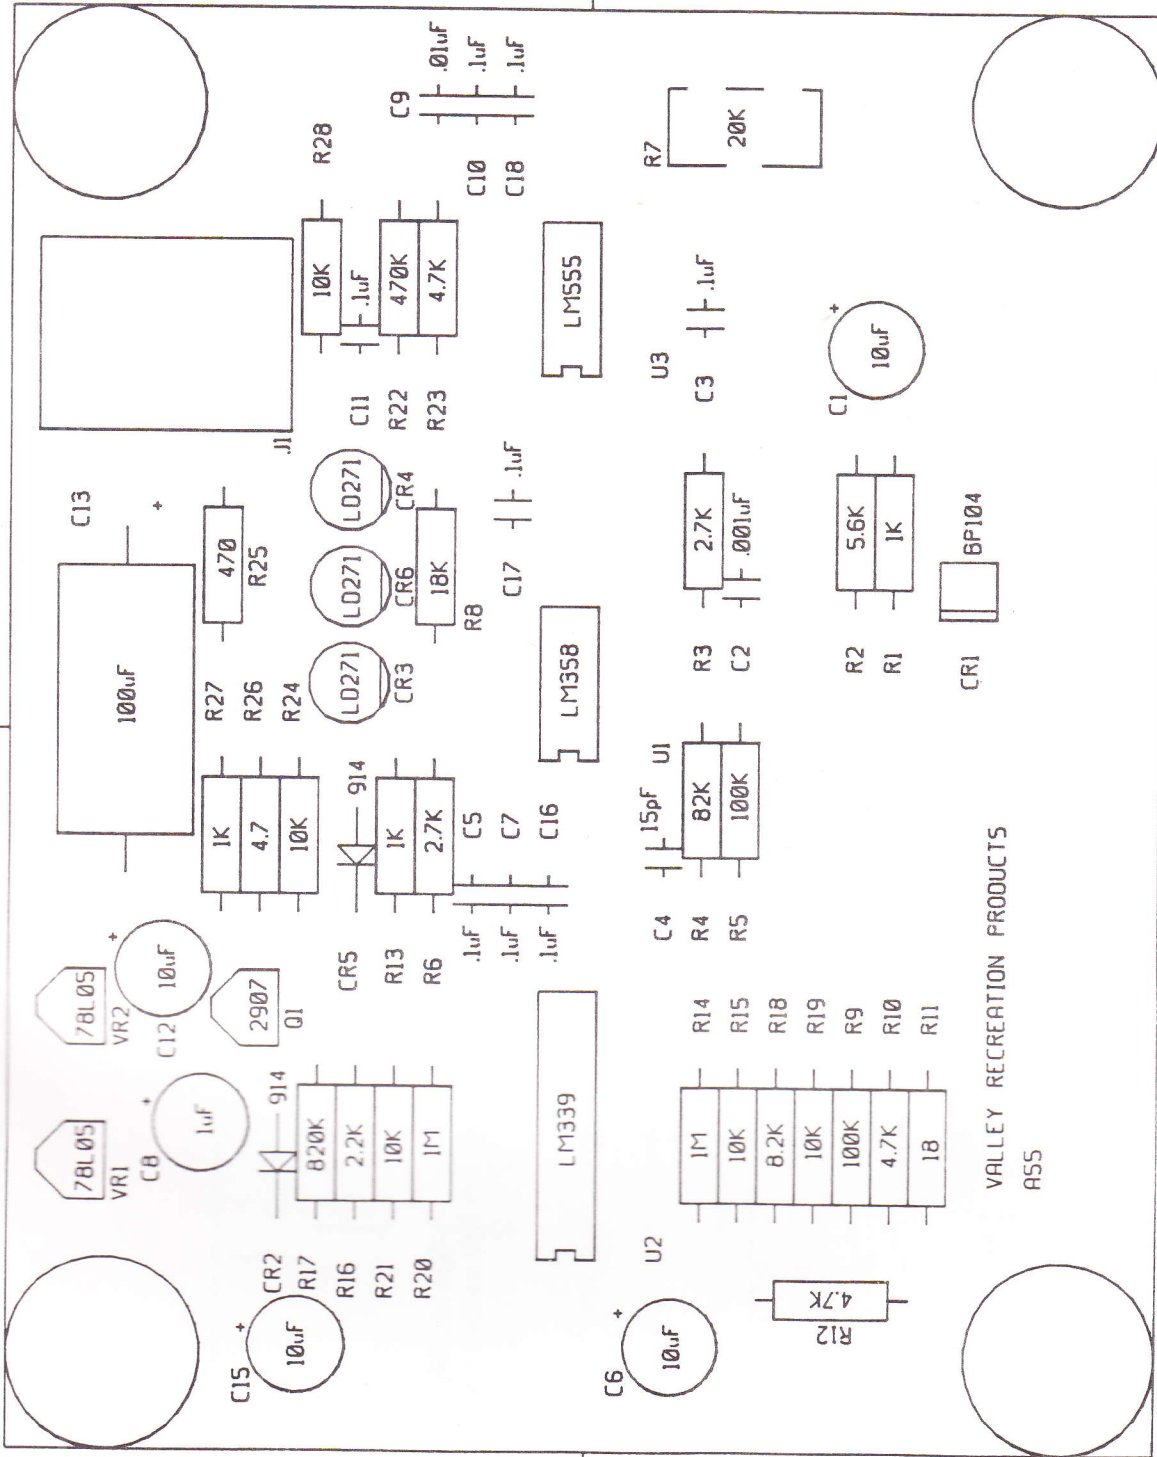 78L05
VR1
C8
+
1uF
78L05
VR2
C12
+
10uF
2907
Q1
100uF
C13
+
J1
CR2
914
R17
820K
R16
2.2K
R21
10K
R20
1M
C15
+
10uF
1K
R27
4.7
R26
10K
R24
470
R25
CR5
914
R13
1K
R6
2.7K
.1uF
C5
.1uF
C7
.1uF
C16
LD271
CR3
LD271
CR6
LD271
CR4
18K
R8
C17
.1uF
10K
R28
C11
.1uF
R22
470K
R23
4.7K
C9
.01uF
C10
.1uF
C18
.1uF
LM339
U2
LM358
U1
LM555
U3
R7
20K
C6
+
10uF
R12
4.7K
1M
R14
10K
R15
8.2K
R18
10K
R19
100K
R9
4.7K
R10
18
R11
C4
15pF
R4
82K
R5
100K
R3
2.7K
C2
.001uF
C3
.1uF
C1
+
10uF
R2
5.6K
R1
1K
CR1
BP104
VALLEY RECREATION PRODUCTS
A55